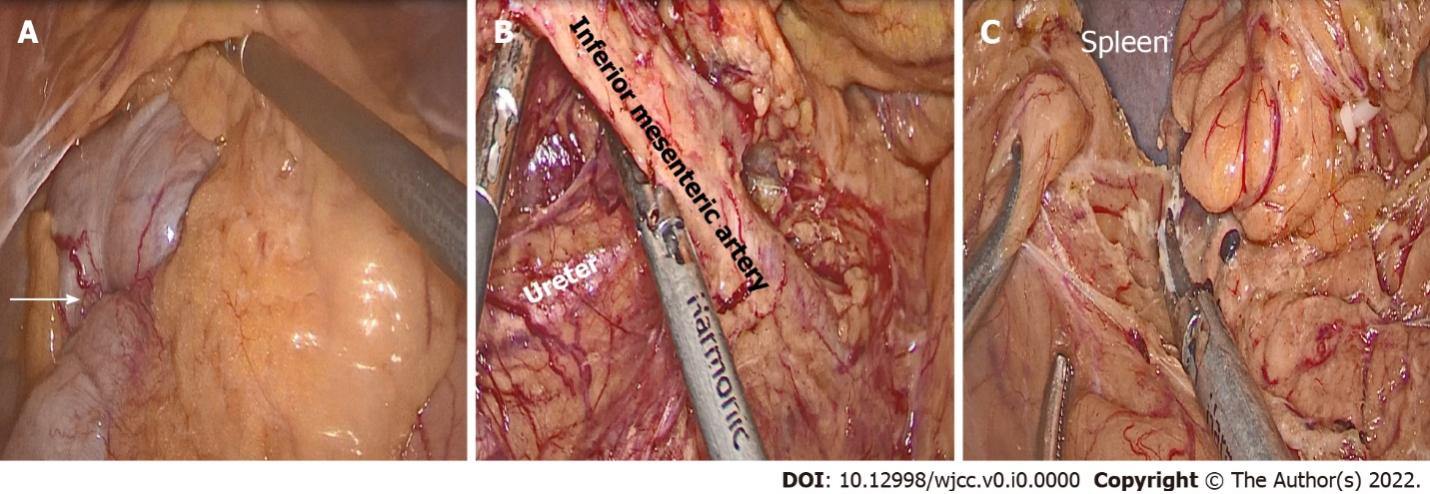 A
B
C
Inferior mesenteric artery
Ureter
Harmonic
Spleen
DOI: 10.12998/wjcc.v0.i0.0000 Copyright © The Author(s) 2022.